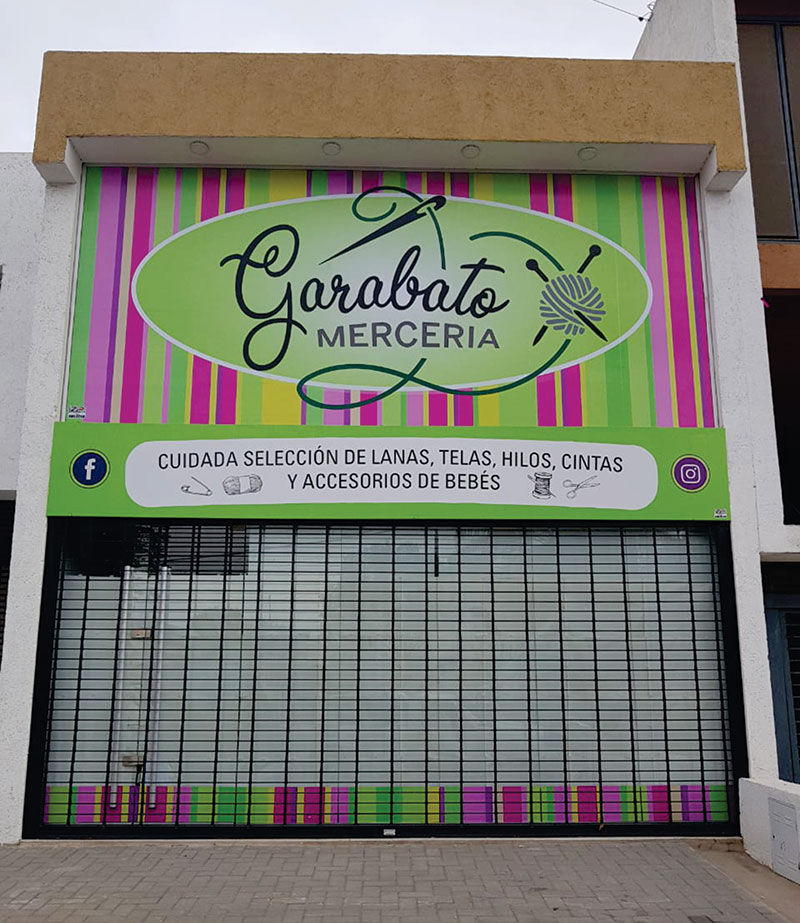 Garabato
MERCERIA
CUIDADA SELECCIÓN DE LANAS, TELAS, HILOS, CINTAS
Y ACCESORIOS DE BEBÉS